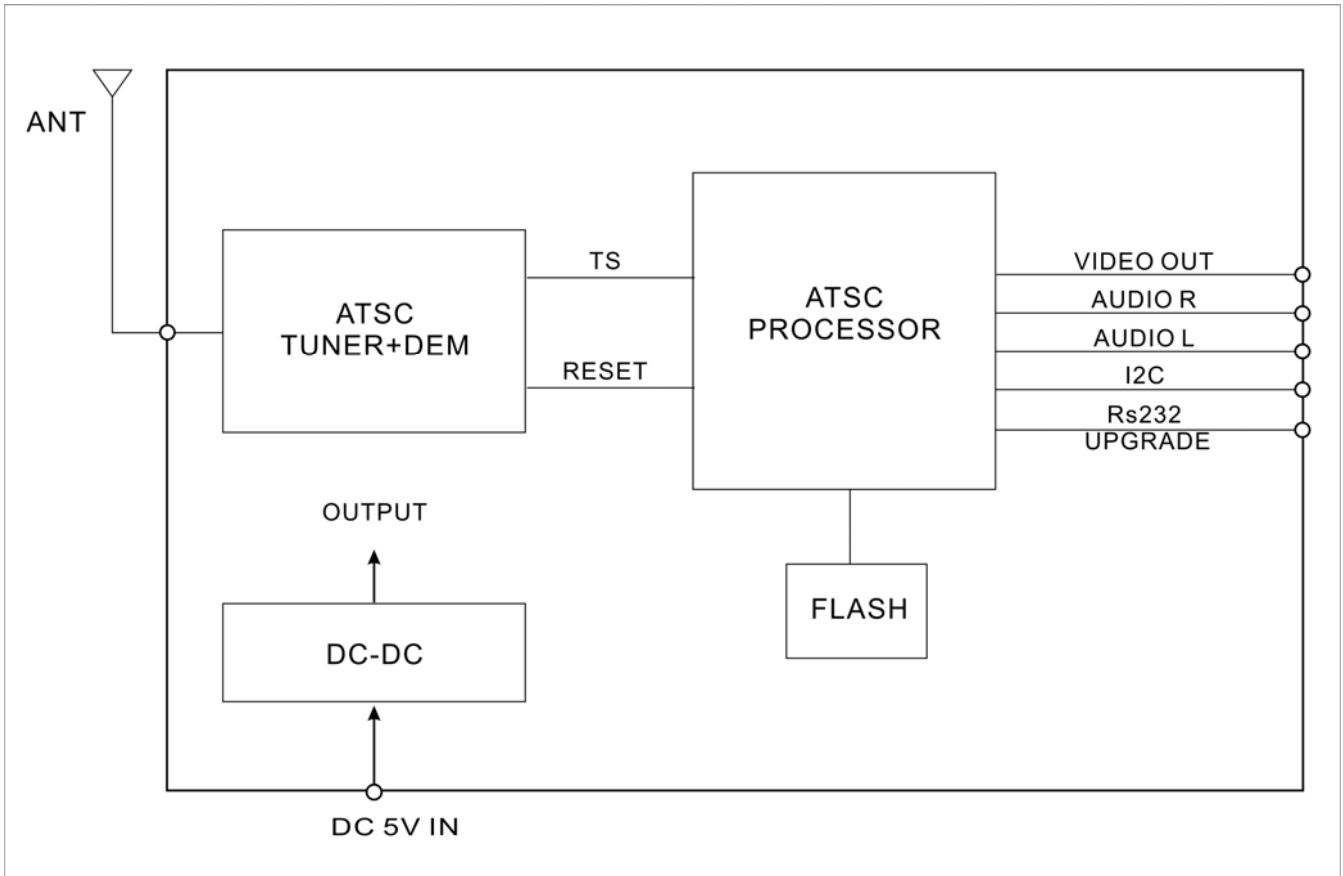 ANT
ATSC
TUNER+DEM
TS
RESET
ATSC
PROCESSOR
VIDEO OUT
AUDIO R
AUDIO L
I2C
Rs232
UPGRADE
OUTPUT
DC-DC
FLASH
DC 5V IN